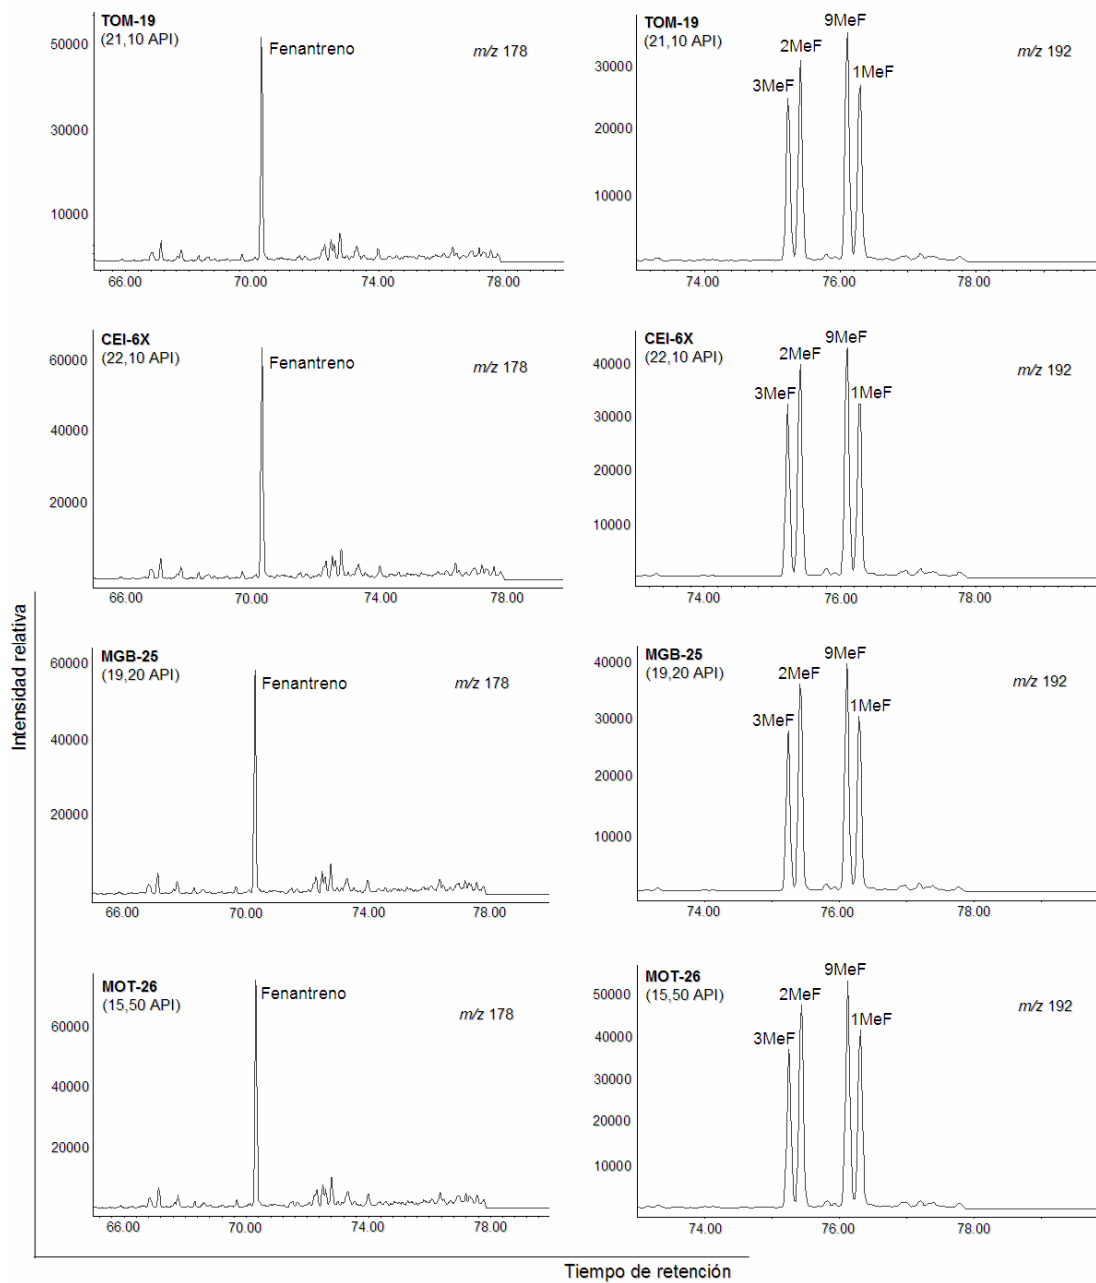 TOM-19
(21,10 API)
Fenantreno
m/z 178
50000
30000
10000
66.00 70.00 74.00 78.00
TOM-19
(21,10 API)
9MeF
2MeF
3MeF
1MeF
m/z 192
30000
20000
10000
74.00 76.00 78.00
CEI-6X
(22,10 API)
Fenantreno
m/z 178
60000
40000
20000
66.00 70.00 74.00 78.00
CEI-6X
(22,10 API)
9MeF
2MeF
3MeF
1MeF
m/z 192
40000
30000
20000
10000
74.00 76.00 78.00
Intensidad relativa
MGB-25
(19,20 API)
Fenantreno
m/z 178
60000
40000
20000
66.00 70.00 74.00 78.00
MGB-25
(19,20 API)
9MeF
2MeF
3MeF
1MeF
m/z 192
40000
30000
20000
10000
74.00 76.00 78.00
MOT-26
(15,50 API)
Fenantreno
m/z 178
60000
40000
20000
66.00 70.00 74.00 78.00
MOT-26
(15,50 API)
9MeF
2MeF
3MeF
1MeF
m/z 192
50000
40000
30000
20000
10000
74.00 76.00 78.00
Tiempo de retención